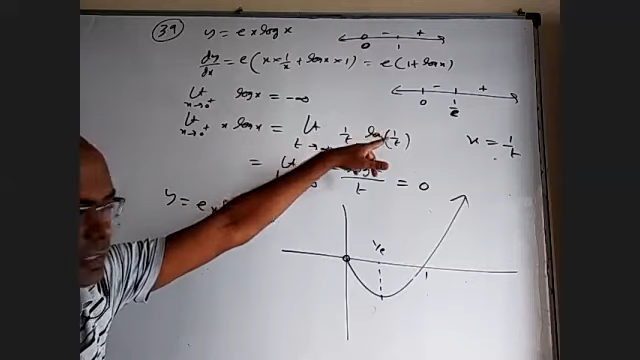 39 y = e x log x
- +
0 1
dy/dx = e ( x × 1/x + log x × 1 ) = e ( 1 + log x )
lt x→0+ log x = -∞
- +
0 1/e
lt x→0+ x log x = lt t→ 1/t log ( 1/t ) x = 1/t
= lt t = 0
y = e x
1/e
1